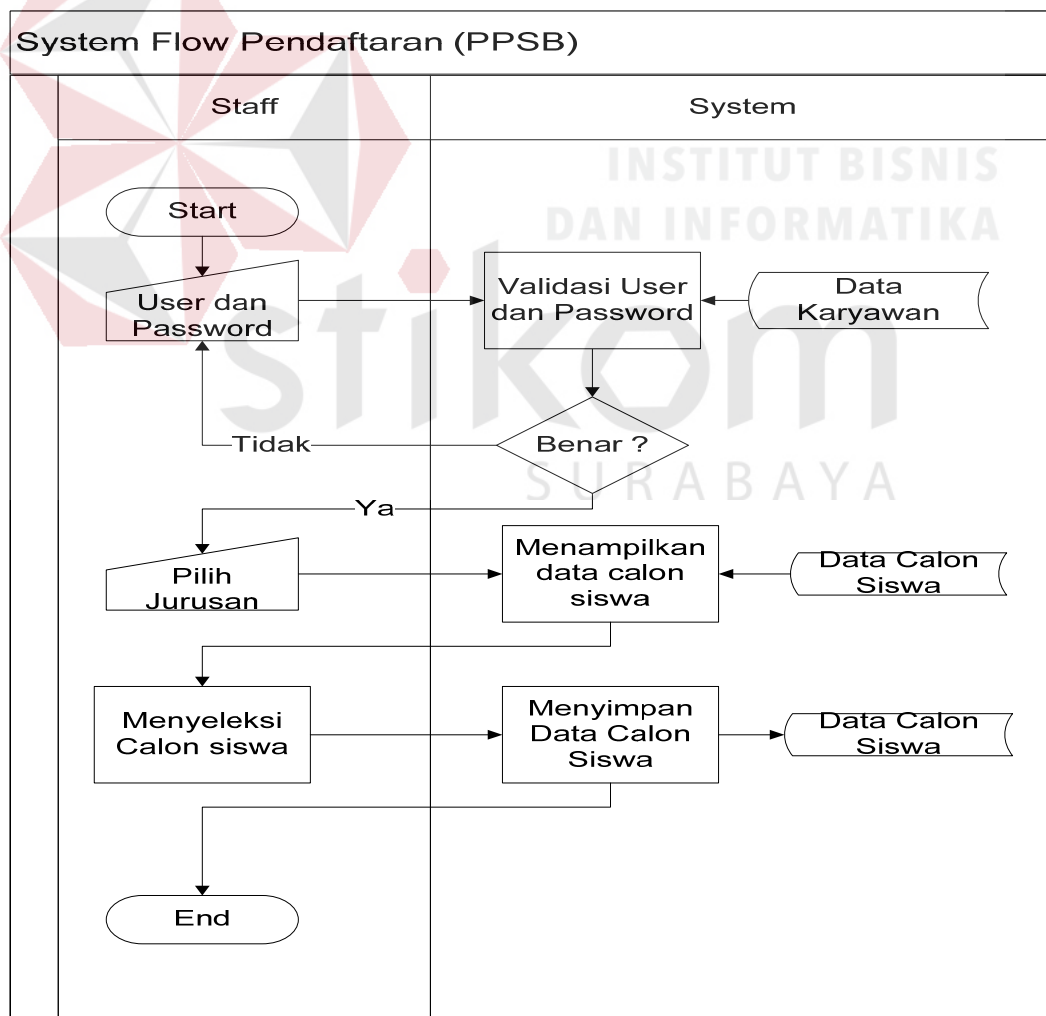 System Flow Pendaftaran (PPSB)
Staff
System
INSTITUT BISNIS
DAN INFORMATIKA
stikom
SURABAYA
Start
User dan
Password
Validasi User
dan Password
Data
Karyawan
Benar ?
Tidak
Ya
Pilih
Jurusan
Menampilkan
data calon
siswa
Data Calon
Siswa
Menyeleksi
Calon siswa
Menyimpan
Data Calon
Siswa
Data Calon
Siswa
End